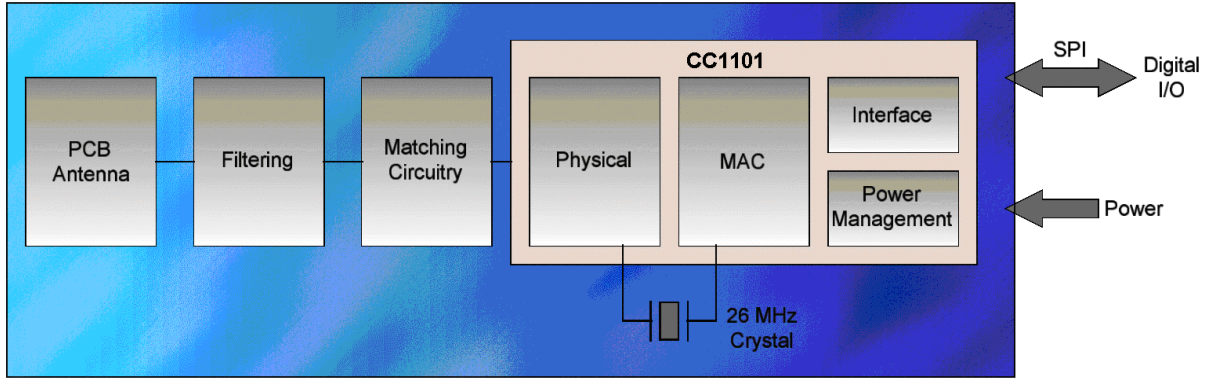 CC1101
PCB
Antenna
Filtering
Matching
Circuitry
Physical
MAC
Interface
Power
Management
26 MHz
Crystal
SPI
Digital
I/O
Power